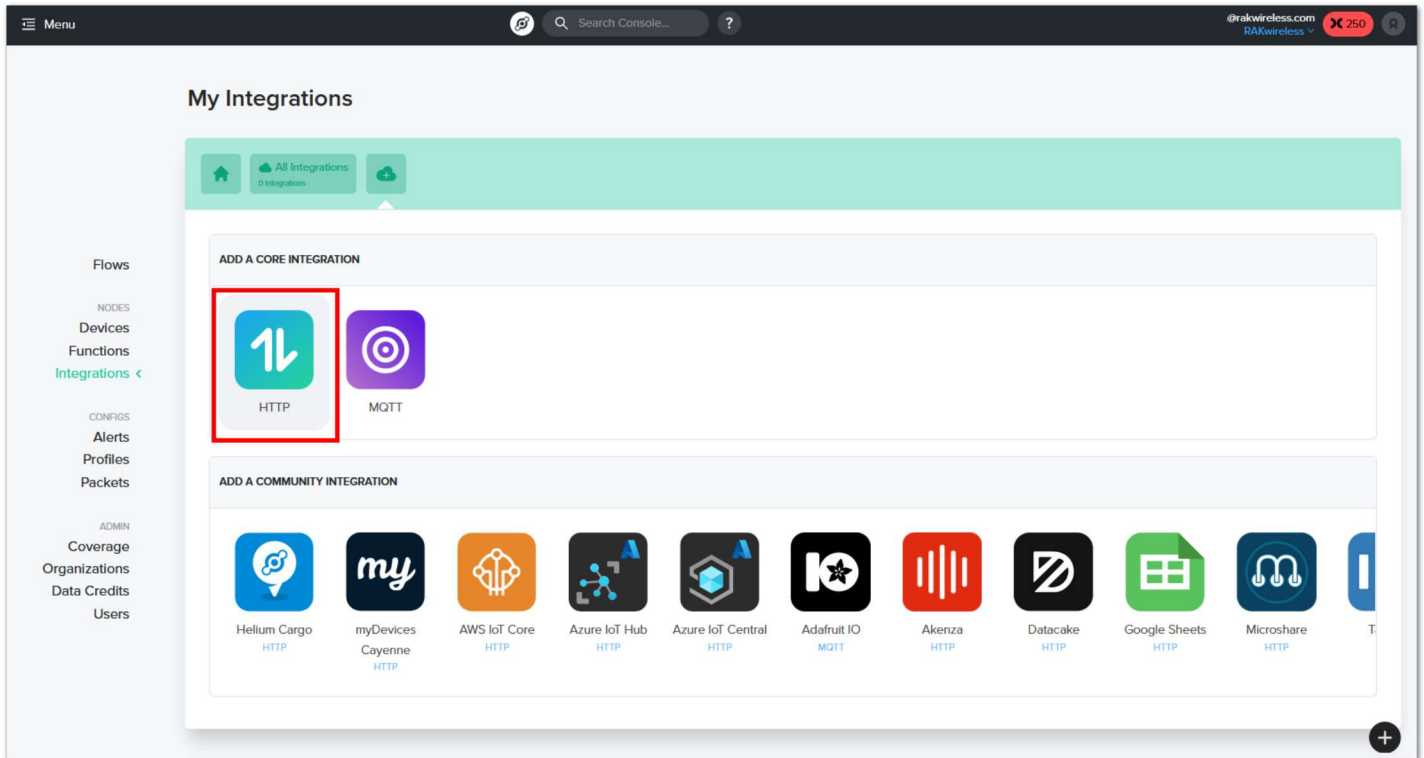 Menu
Search Console...
?
@rakwireless.com
RAKwireless
250
My Integrations
All Integrations
0 integrations
Flows
NODES
Devices
Functions
Integrations
CONFIGS
Alerts
Profiles
Packets
ADMIN
Coverage
Organizations
Data Credits
Users
ADD A CORE INTEGRATION
HTTP
MQTT
ADD A COMMUNITY INTEGRATION
my
Helium Cargo
HTTP
myDevices
Cayenne
HTTP
AWS IoT Core
HTTP
Azure IoT Hub
HTTP
Azure IoT Central
HTTP
Adafruit IO
MQTT
Akenza
HTTP
Datacake
HTTP
Google Sheets
HTTP
Microshare
HTTP